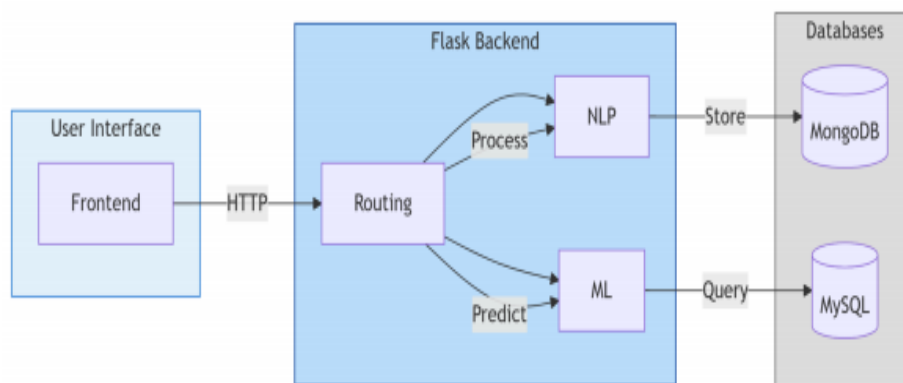 User Interface
Frontend
HTTP
Flask Backend
Routing
Process
Predict
NLP
ML
Store
Query
Databases
MongoDB
MySQL